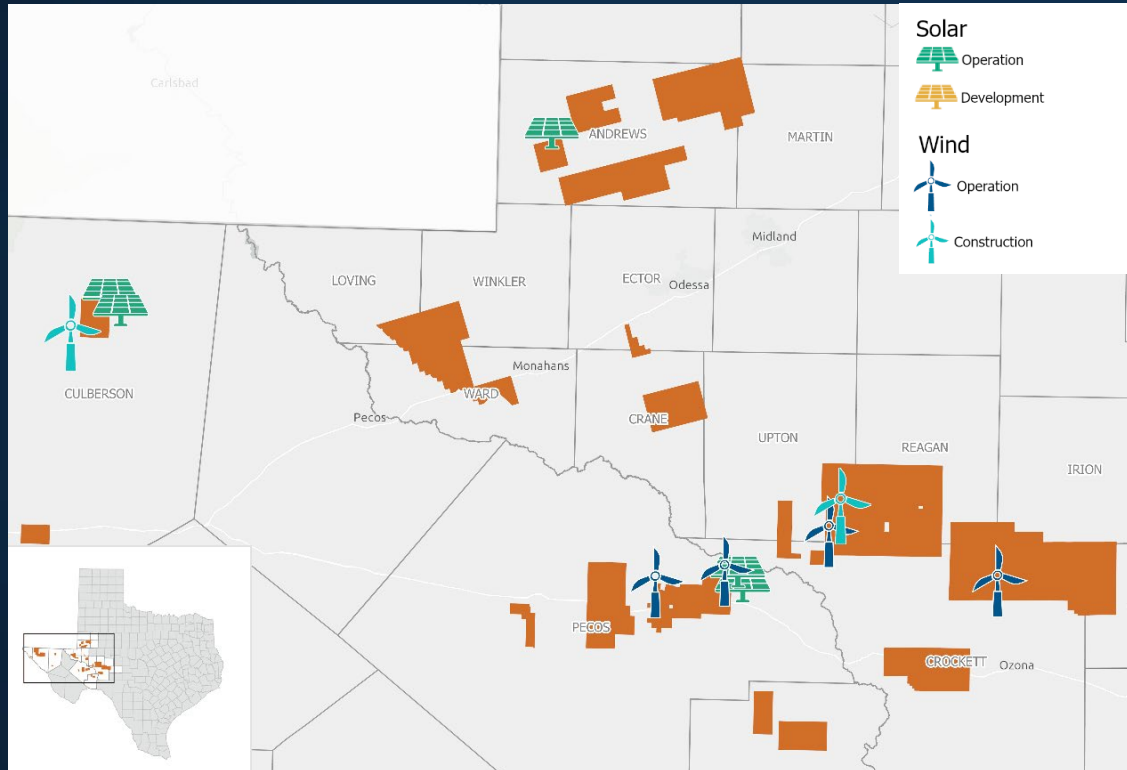 Solar
Operation
Development
Wind
Operation
Construction
Carlsbad
ANDREWS
MARTIN
Midland
LOVING
WINKLER
ECTOR
Odessa
Monahans
CULBERSON
WARD
Pecos
CRANE
UPTON
REAGAN
IRION
PECOS
CROCKETT
Ozona